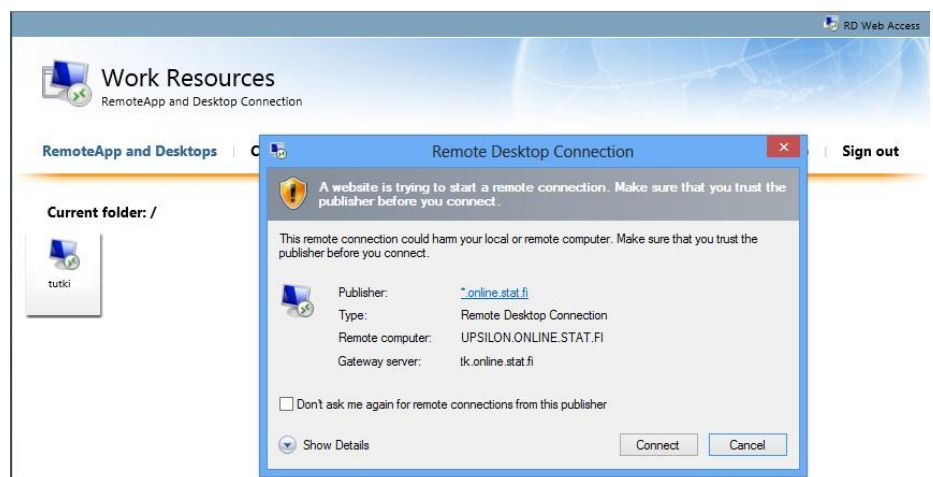 RD Web Access
Work Resources
RemoteApp and Desktop Connection
RemoteApp and Desktops
Sign out
Current folder: /
tutki
Remote Desktop Connection
A website is trying to start a remote connection. Make sure that you trust the
publisher before you connect.
This remote connection could harm your local or remote computer. Make sure that you trust the
publisher before you connect.
Publisher: *.online.stat.fi
Type: Remote Desktop Connection
Remote computer: UPSILON.ONLINE.STAT.FI
Gateway server: tk.online.stat.fi
Don't ask me again for remote connections from this publisher
Show Details Connect Cancel